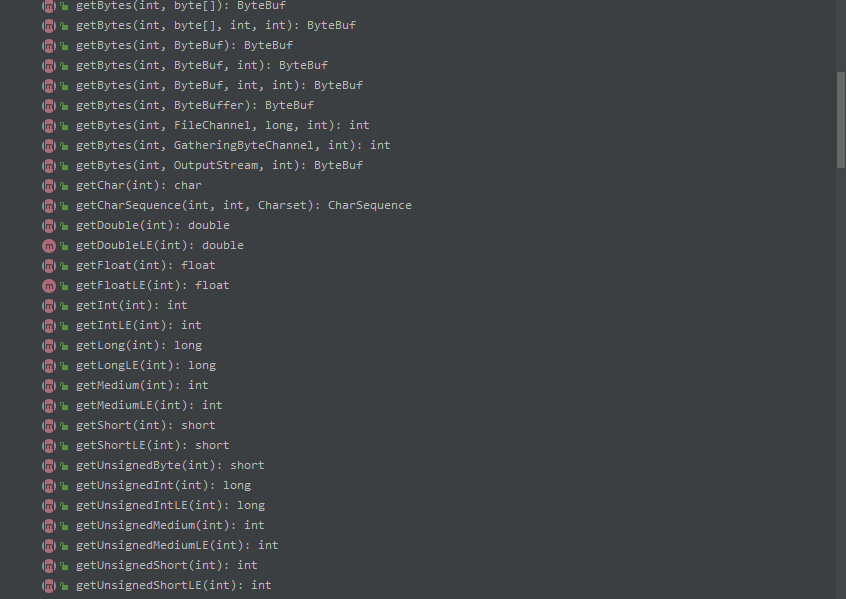 getBytes(int, byte[]): ByteBuf
getBytes(int, byte[], int, int): ByteBuf
getBytes(int, ByteBuf): ByteBuf
getBytes(int, ByteBuf, int): ByteBuf
getBytes(int, ByteBuf, int, int): ByteBuf
getBytes(int, ByteBuffer): ByteBuf
getBytes(int, FileChannel, long, int): int
getBytes(int, GatheringByteChannel, int): int
getBytes(int, OutputStream, int): ByteBuf
getChar(int): char
getCharSequence(int, int, Charset): CharSequence
getDouble(int): double
getDoubleLE(int): double
getFloat(int): float
getFloatLE(int): float
getInt(int): int
getIntLE(int): int
getLong(int): long
getLongLE(int): long
getMedium(int): int
getMediumLE(int): int
getShort(int): short
getShortLE(int): short
getUnsignedByte(int): short
getUnsignedInt(int): long
getUnsignedIntLE(int): long
getUnsignedMedium(int): int
getUnsignedMediumLE(int): int
getUnsignedShort(int): int
getUnsignedShortLE(int): int